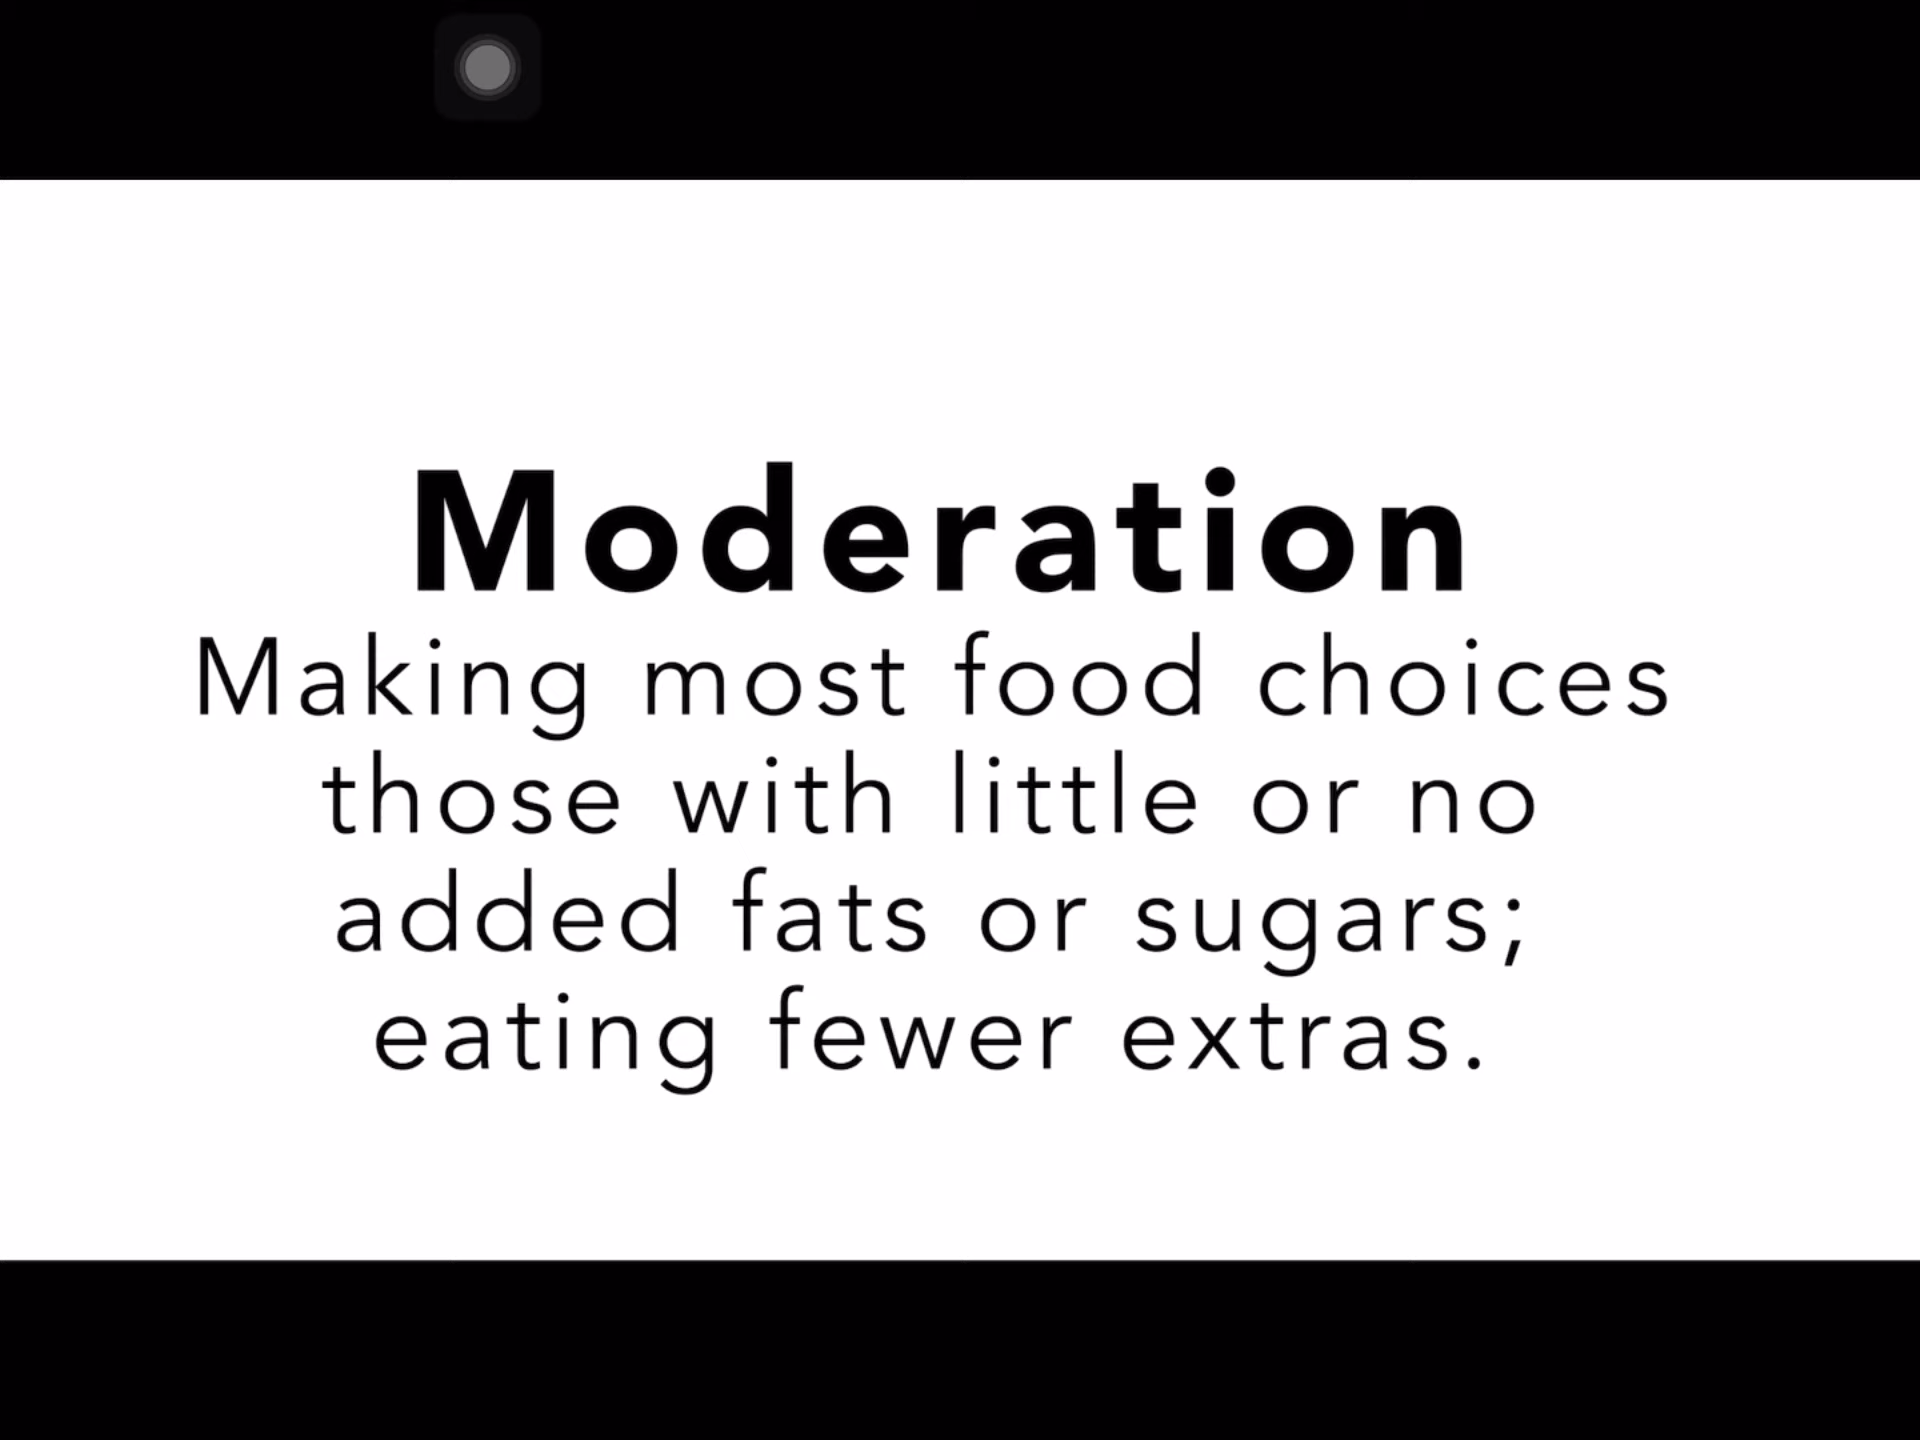 Moderation
Making most food choices
those with little or no
added fats or sugars;
eating fewer extras.